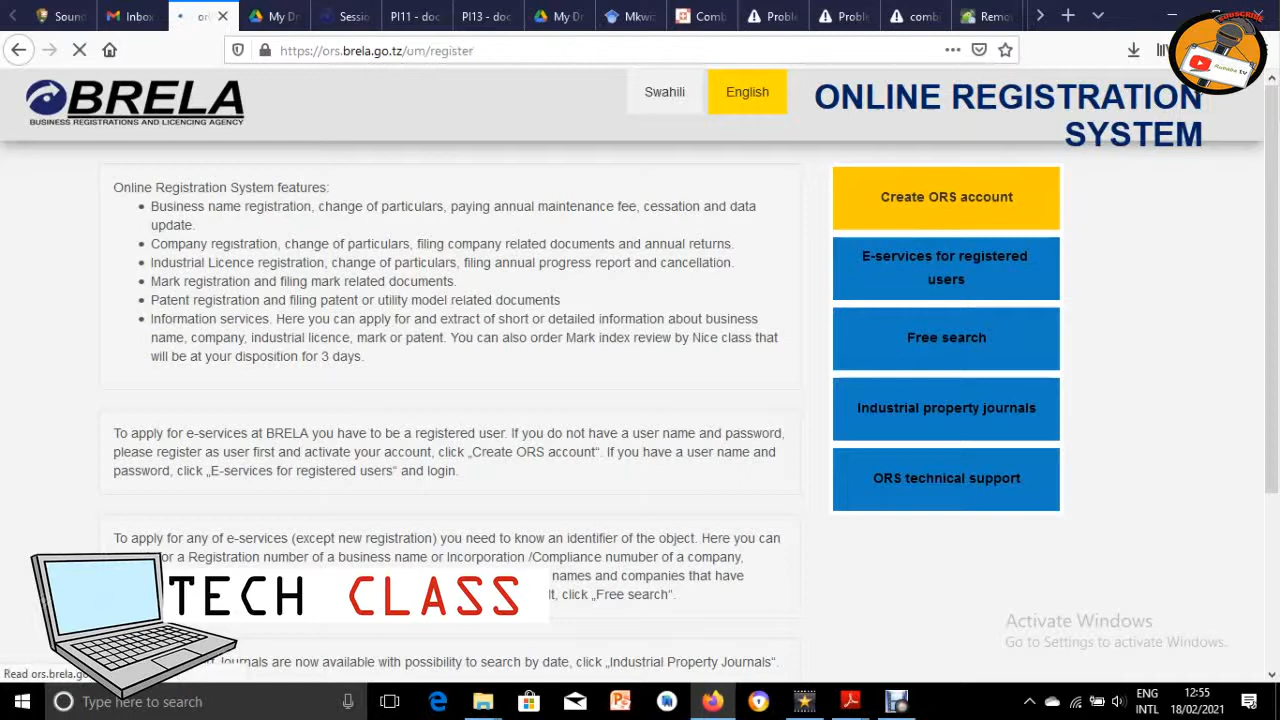 Sound
Inbox
My Dr
Sessio
PI11 - doc
PI13 - doc
My Dr
Mkwa
Comb
Proble
Proble
comb
Remo
https://ors.brela.go.tz/um/register
SUBSCRIBE
BRELA
BUSINESS REGISTRATIONS AND LICENCING AGENCY
Swahili
English
ONLINE REGISTRATION
SYSTEM
Online Registration System features:
Business name registration, change of particulars, paying annual maintenance fee, cessation and data
update.
Company registration, change of particulars, filing company related documents and annual returns.
Industrial Licence registration, change of particulars, filing annual progress report and cancellation.
Mark registration and filing mark related documents.
Patent registration and filing patent or utility model related documents
Information services. Here you can apply for and extract of short or detailed information about business
name, company, industrial licence, mark or patent. You can also order Mark index review by Nice class that
will be at your disposition for 3 days.
To apply for e-services at BRELA you have to be a registered user. If you do not have a user name and password,
please register as user first and activate your account, click „Create ORS account“. If you have a user name and
password, click „E-services for registered users“ and login.
To apply for any of e-services (except new registration) you need to know an identifier of the object. Here you can
or a Registration number of a business name or Incorporation /Compliance numuber of a company,
names and companies that have
lt, click „Free search“.
Journals are now available with possibility to search by date, click „Industrial Property Journals“.
Create ORS account
E-services for registered
users
Free search
Industrial property journals
ORS technical support
TECH CLASS
Activate Windows
Go to Settings to activate Windows.
Read ors.brela.go.tz
Type here to search
ENG
INTL
12:55
18/02/2021